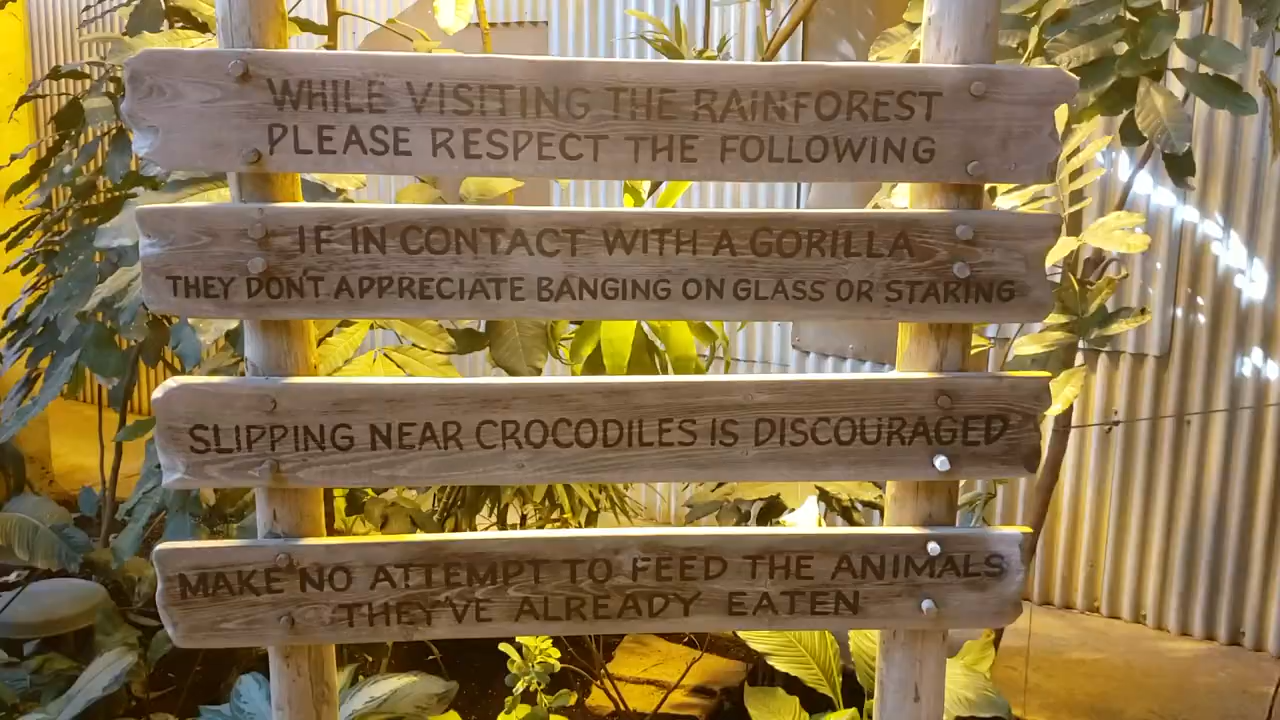 WHILE VISITING THE RAINFOREST
PLEASE RESPECT THE FOLLOWING
IF IN CONTACT WITH A GORILLA
THEY DON'T APPRECIATE BANGING ON GLASS OR STARING
SLIPPING NEAR CROCODILES IS DISCOURAGED
MAKE NO ATTEMPT TO FEED THE ANIMALS
THEY'VE ALREADY EATEN